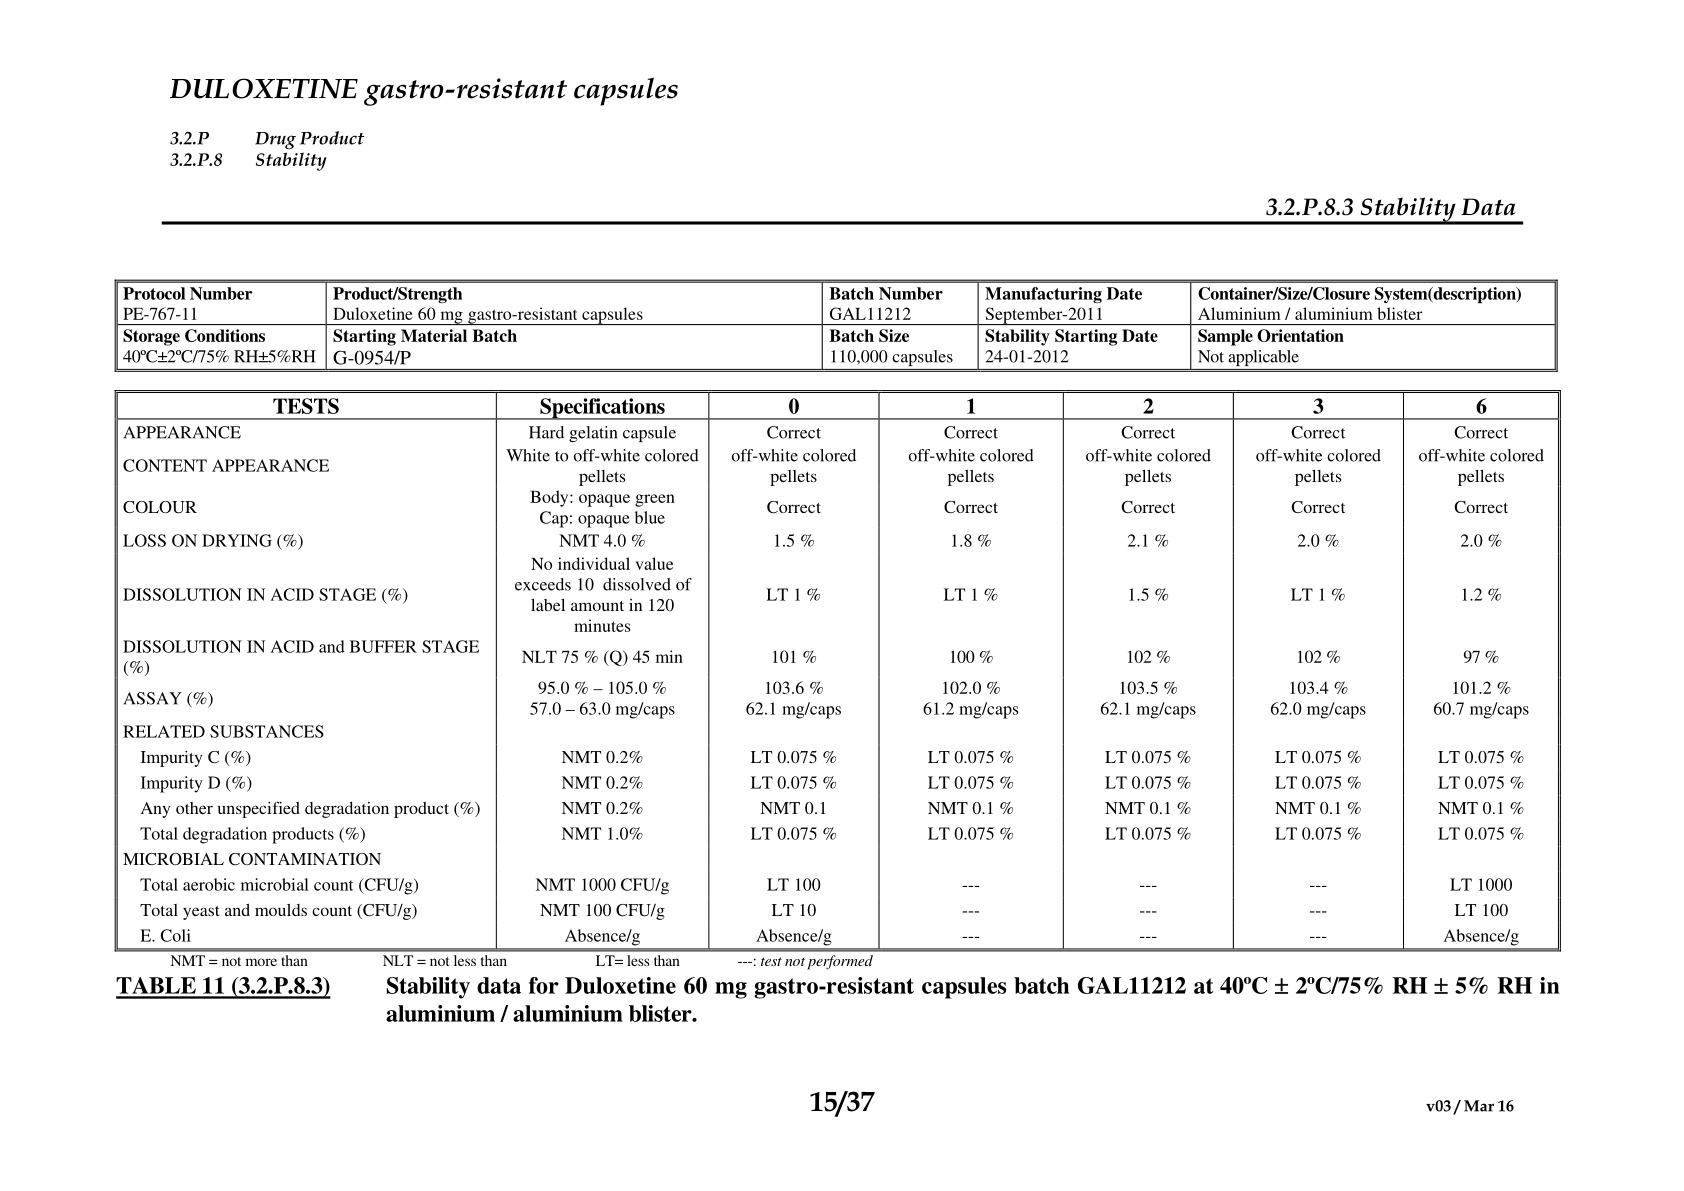 DULOXETINE gastro-resistant capsules
3.2.P Drug Product
3.2.P.8 Stability
3.2.P.8.3 Stability Data
Protocol Number Product/Strength Batch Number Manufacturing Date Container/Size/Closure System(description)
PE-767-11 Duloxetine 60 mg gastro-resistant capsules GAL11212 September-2011 Aluminium / aluminium blister
Storage Conditions Starting Material Batch Batch Size Stability Starting Date Sample Orientation
40ºC±2ºC/75% RH±5%RH G-0954/P 110,000 capsules 24-01-2012 Not applicable
TESTS Specifications 0 1 2 3 6
APPEARANCE Hard gelatin capsule Correct Correct Correct Correct Correct
CONTENT APPEARANCE White to off-white colored off-white colored off-white colored off-white colored off-white colored off-white colored
pellets pellets pellets pellets pellets pellets
COLOUR Body: opaque green Correct Correct Correct Correct Correct
Cap: opaque blue
LOSS ON DRYING (%) NMT 4.0 % 1.5 % 1.8 % 2.1 % 2.0 % 2.0 %
No individual value
exceeds 10 dissolved of
DISSOLUTION IN ACID STAGE (%) LT 1 % LT 1 % 1.5 % LT 1 % 1.2 %
label amount in 120
minutes
DISSOLUTION IN ACID and BUFFER STAGE
(%) NLT 75 % (Q) 45 min 101 % 100 % 102 % 102 % 97 %
ASSAY (%) 95.0 % – 105.0 % 103.6 % 102.0 % 103.5 % 103.4 % 101.2 %
57.0 – 63.0 mg/caps 62.1 mg/caps 61.2 mg/caps 62.1 mg/caps 62.0 mg/caps 60.7 mg/caps
RELATED SUBSTANCES
Impurity C (%) NMT 0.2% LT 0.075 % LT 0.075 % LT 0.075 % LT 0.075 % LT 0.075 %
Impurity D (%) NMT 0.2% LT 0.075 % LT 0.075 % LT 0.075 % LT 0.075 % LT 0.075 %
Any other unspecified degradation product (%) NMT 0.2% NMT 0.1 NMT 0.1 % NMT 0.1 % NMT 0.1 % NMT 0.1 %
Total degradation products (%) NMT 1.0% LT 0.075 % LT 0.075 % LT 0.075 % LT 0.075 % LT 0.075 %
MICROBIAL CONTAMINATION
Total aerobic microbial count (CFU/g) NMT 1000 CFU/g LT 100 --- --- --- LT 1000
Total yeast and moulds count (CFU/g) NMT 100 CFU/g LT 10 --- --- --- LT 100
E. Coli Absence/g Absence/g --- --- --- Absence/g
NMT = not more than NLT = not less than LT= less than ---: test not performed
TABLE 11 (3.2.P.8.3) Stability data for Duloxetine 60 mg gastro-resistant capsules batch GAL11212 at 40ºC ± 2ºC/75% RH ± 5% RH in
aluminium / aluminium blister.
15/37
v03 / Mar 16